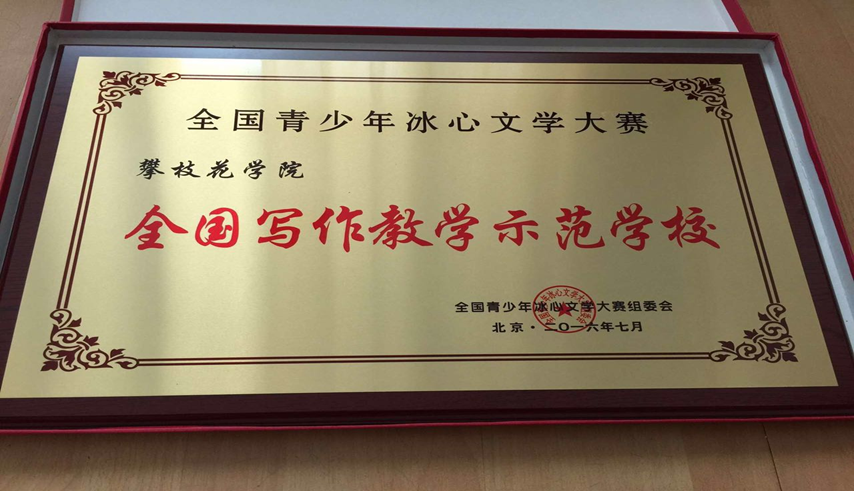 全国青少年冰心文学大赛
攀枝花学院
全国写作教学示范学校
全国青少年冰心文学大赛组委会
北京·二〇一六年七月